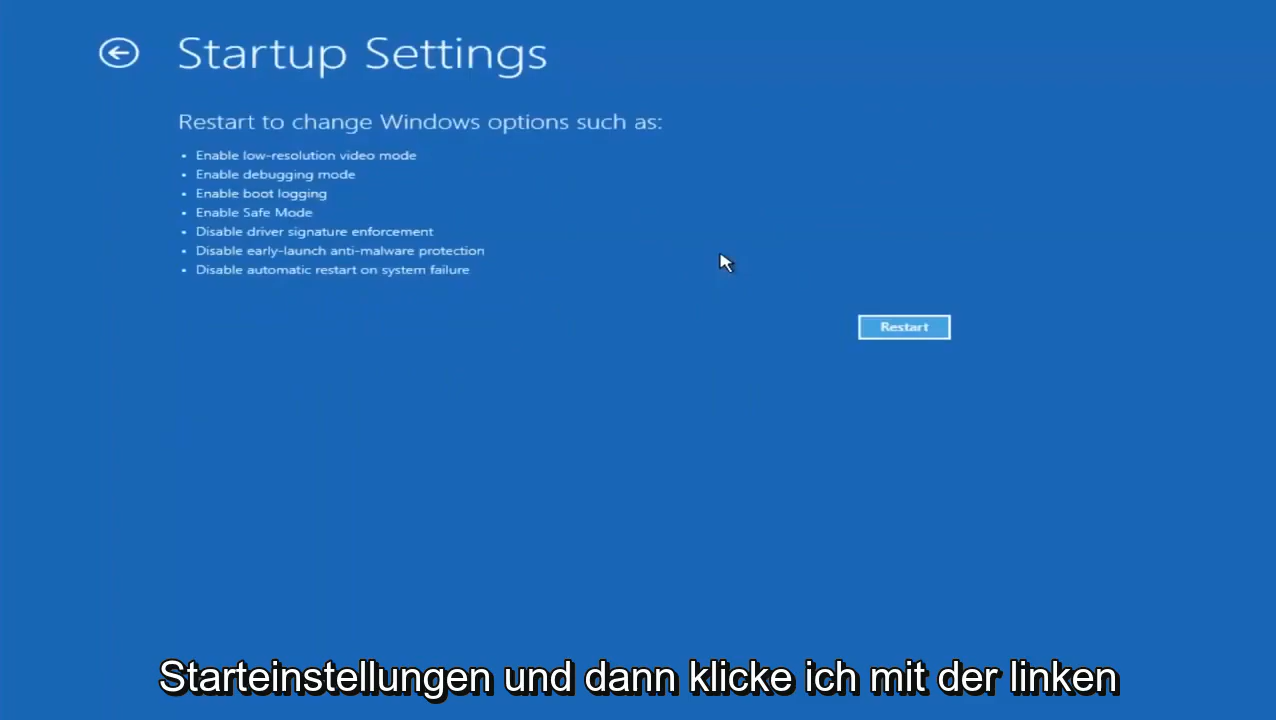 Startup Settings
Restart to change Windows options such as:
• Enable low-resolution video mode
• Enable debugging mode
• Enable boot logging
• Enable Safe Mode
• Disable driver signature enforcement
• Disable early-launch anti-malware protection
• Disable automatic restart on system failure
Restart
Starteinstellungen und dann klicke ich mit der linken